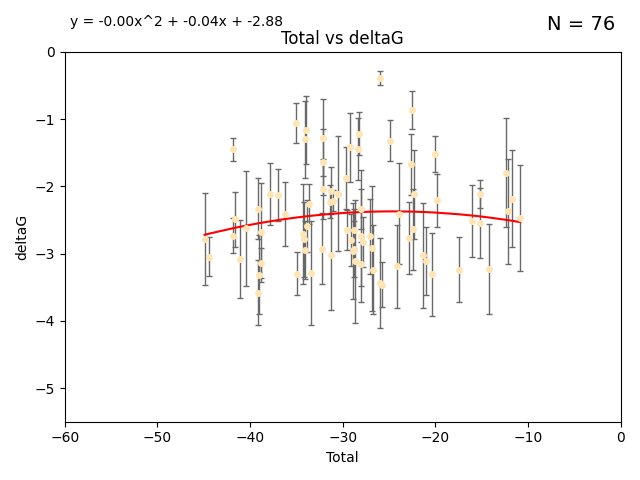 y = -0.00x^2 + -0.04x + -2.88
N = 76
Total vs deltaG
0
−1
−2
−3
−4
−5
deltaG
−60 −50 −40 −30 −20 −10 0
Total